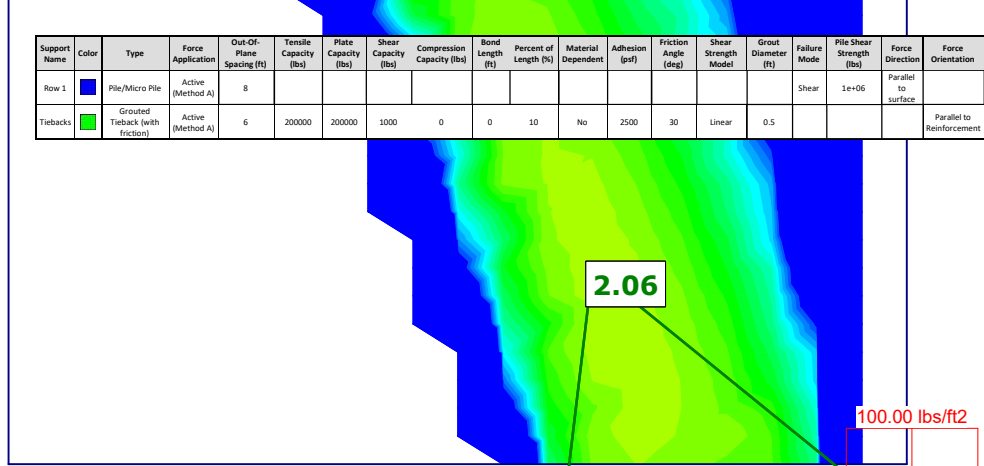 Support Name | Color | Type | Force Application | Out-Of-Plane Spacing (ft) | Tensile Capacity (lbs) | Plate Capacity (lbs) | Shear Capacity (lbs) | Compression Capacity (lbs) | Bond Length (ft) | Percent of Length (%) | Material Dependent | Adhesion (psf) | Friction Angle (deg) | Shear Strength Model | Grout Diameter (ft) | Failure Mode | Pile Shear Strength (lbs) | Force Direction | Force Orientation
Row 1 | | Pile/Micro Pile | Active (Method A) | 8 | | | | | | | | | | | | Shear | 1e+06 | Parallel to surface |
Tiebacks | | Grouted Tieback (with friction) | Active (Method A) | 6 | 200000 | 200000 | 1000 | 0 | 0 | 10 | No | 2500 | 30 | Linear | 0.5 | | | | Parallel to Reinforcement
2.06
100.00 lbs/ft2